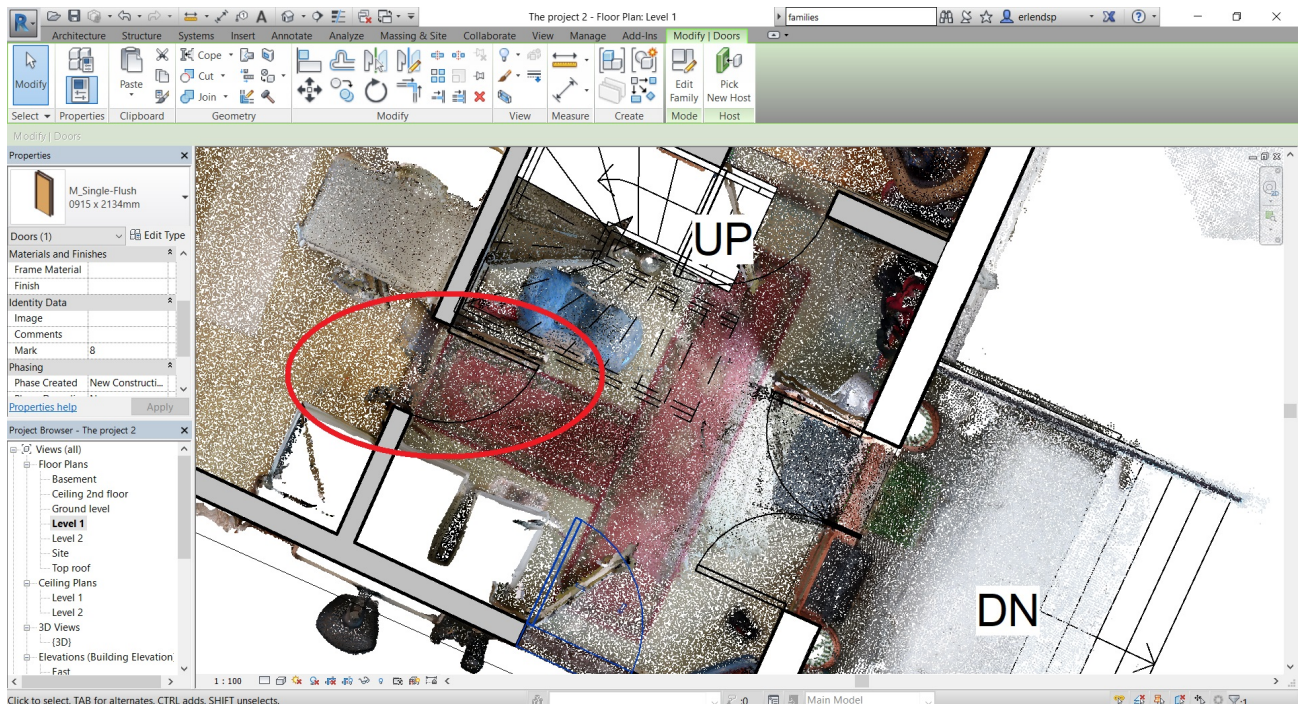 The project 2 - Floor Plan: Level 1
families
erlendsp
Architecture Structure Systems Insert Annotate Analyze Massing & Site Collaborate View Manage Add-Ins Modify | Doors
Cope
Cut
Join
Modify
Paste
Edit Family
Pick New Host
Select Properties Clipboard Geometry Modify View Measure Create Mode Host
Modify | Doors
Properties
M_Single-Flush
0915 x 2134mm
Doors (1)
Edit Type
Materials and Finishes
Frame Material
Finish
Identity Data
Image
Comments
Mark 8
Phasing
Phase Created New Constructi...
Properties help
Apply
Project Browser - The project 2
Views (all)
Floor Plans
Basement
Ceiling 2nd floor
Ground level
Level 1
Level 2
Site
Top roof
Ceiling Plans
Level 1
Level 2
3D Views
{3D}
Elevations (Building Elevation
East
UP
DN
1 : 100
Click to select, TAB for alternates, CTRL adds, SHIFT unselects.
:0
Main Model
:1